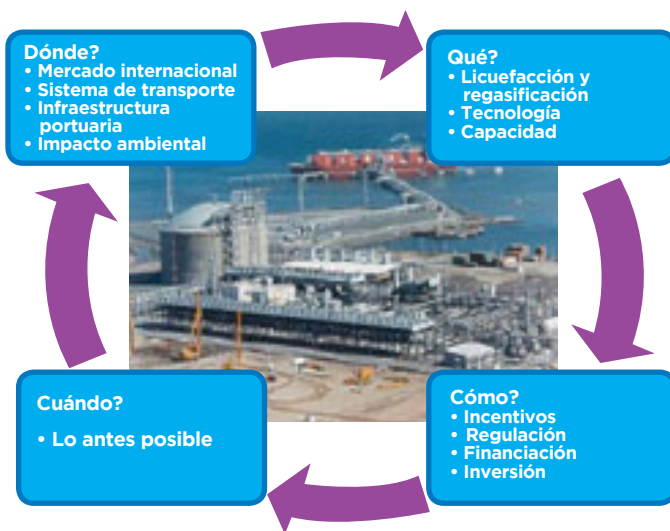 Dónde?
• Mercado internacional
• Sistema de transporte
• Infraestructura
portuaria
• Impacto ambiental
Qué?
• Licuefacción y
regasificación
• Tecnología
• Capacidad
Cómo?
• Incentivos
• Regulación
• Financiación
• Inversión
Cuándo?
• Lo antes posible